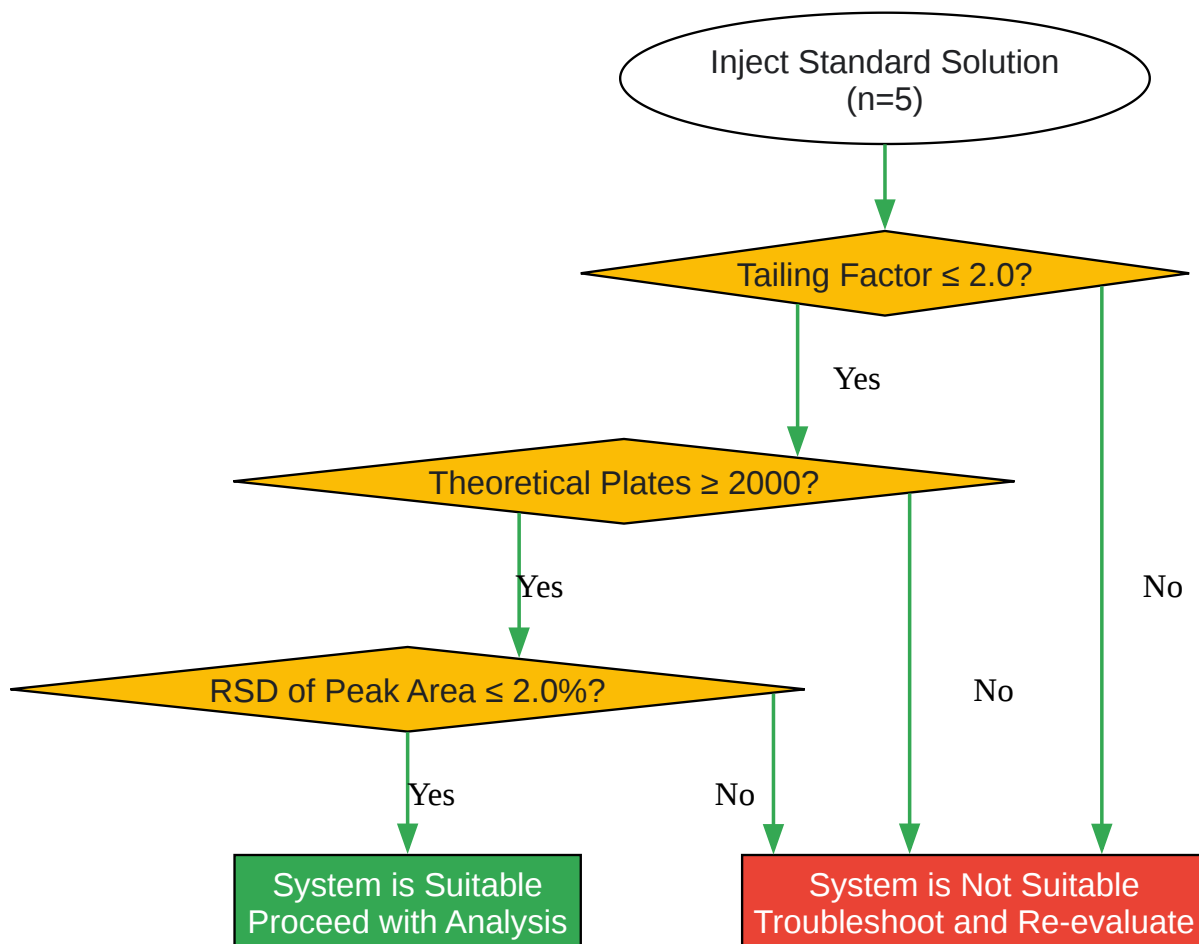 Inject Standard Solution
(n=5)
Tailing Factor ≤ 2.0?
Yes
Theoretical Plates ≥ 2000?
Yes
No
RSD of Peak Area ≤ 2.0%?
No
Yes
No
System is Suitable
Proceed with Analysis
System is Not Suitable
Troubleshoot and Re-evaluate